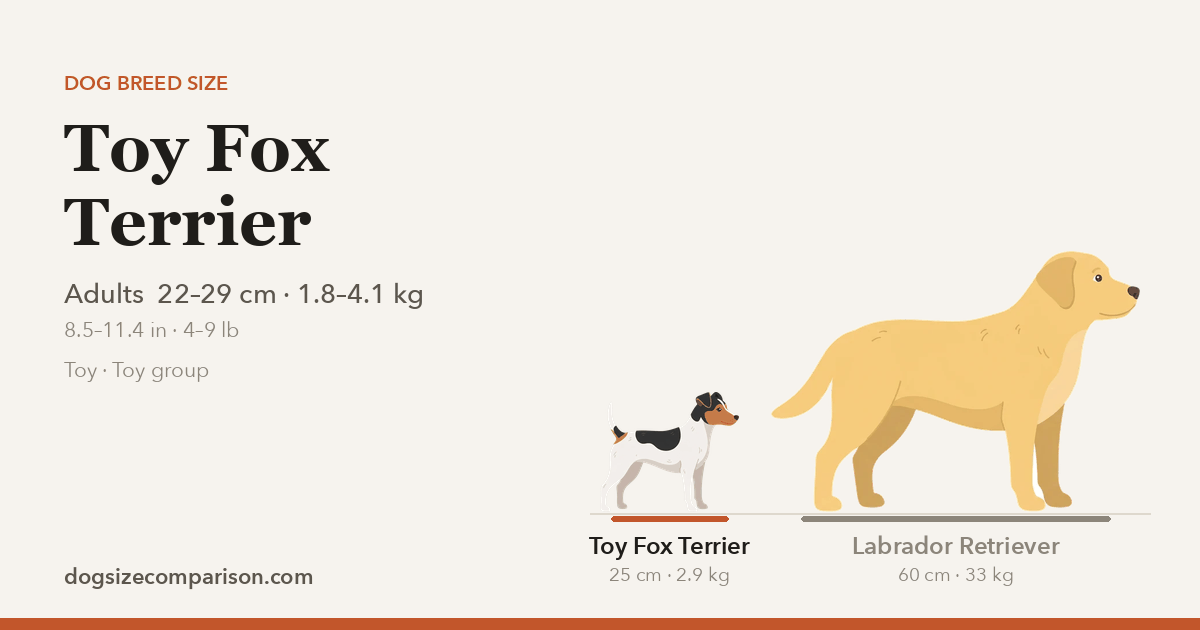 DOG BREED SIZE
Toy Fox
Terrier
Adults 22–29 cm · 1.8–4.1 kg
8.5–11.4 in · 4–9 lb
Toy · Toy group
Toy Fox Terrier
25 cm · 2.9 kg
Labrador Retriever
60 cm · 33 kg
dogsizecomparison.com